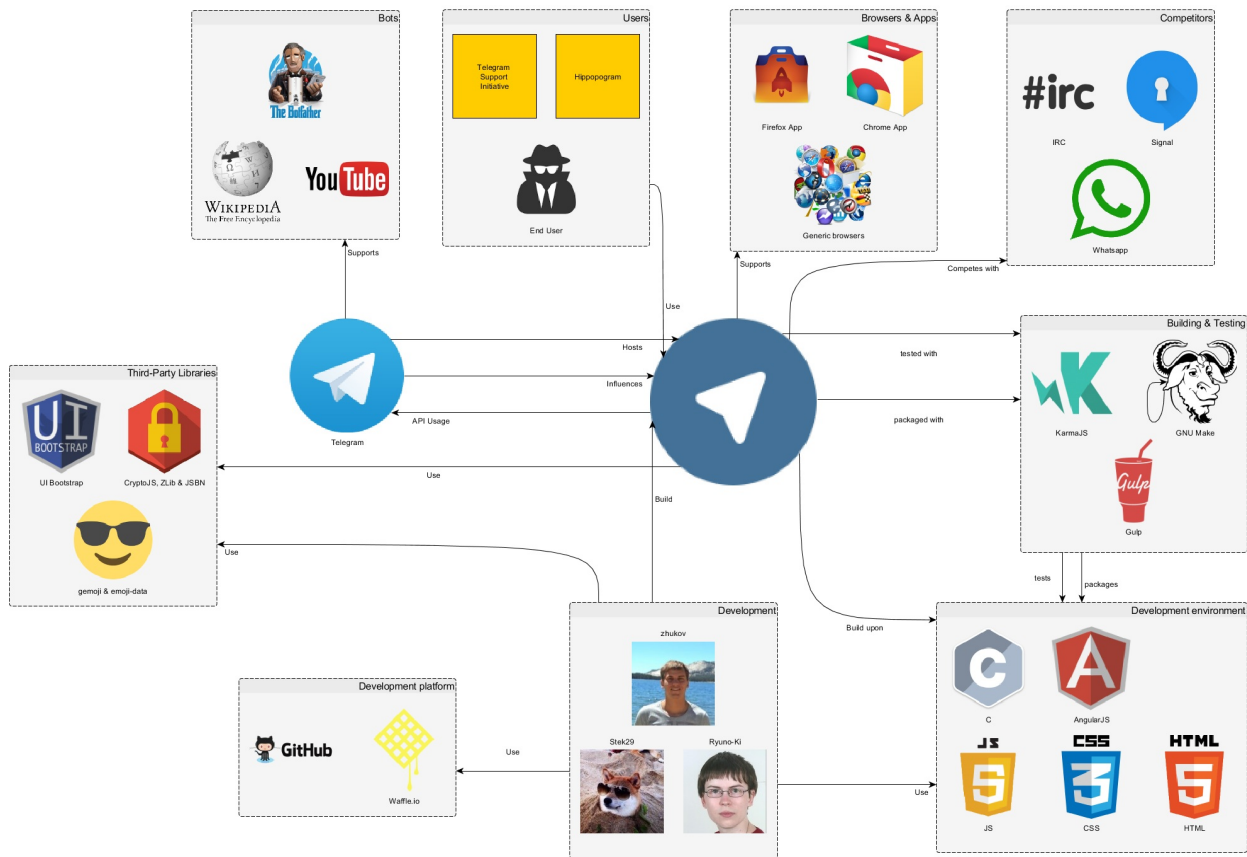 Bots
The Botfather
WIKIPEDIA
The Free Encyclopedia
YouTube
Users
Telegram
Support
Initiative
Hippopogram
End User
Browsers & Apps
Firefox App
Chrome App
Generic browsers
Competitors
#irc
IRC
Signal
Whatsapp
Supports
Use
Supports
Competes with
Hosts
Influences
API Usage
Telegram
tested with
packaged with
Building & Testing
KarmaJS
GNU Make
Gulp
Gulp
Third-Party Libraries
UI
BOOTSTRAP
UI Bootstrap
CryptoJS, ZLib & JSBN
gemoji & emoji-data
Use
Build
Use
tests
packages
Build upon
Development
zhukov
Stek29
Ryuno-Ki
Development platform
GitHub
Waffle.io
Use
Use
Development environment
C
C
A
AngularJS
JS
JS
CSS
3
CSS
HTML
5
HTML